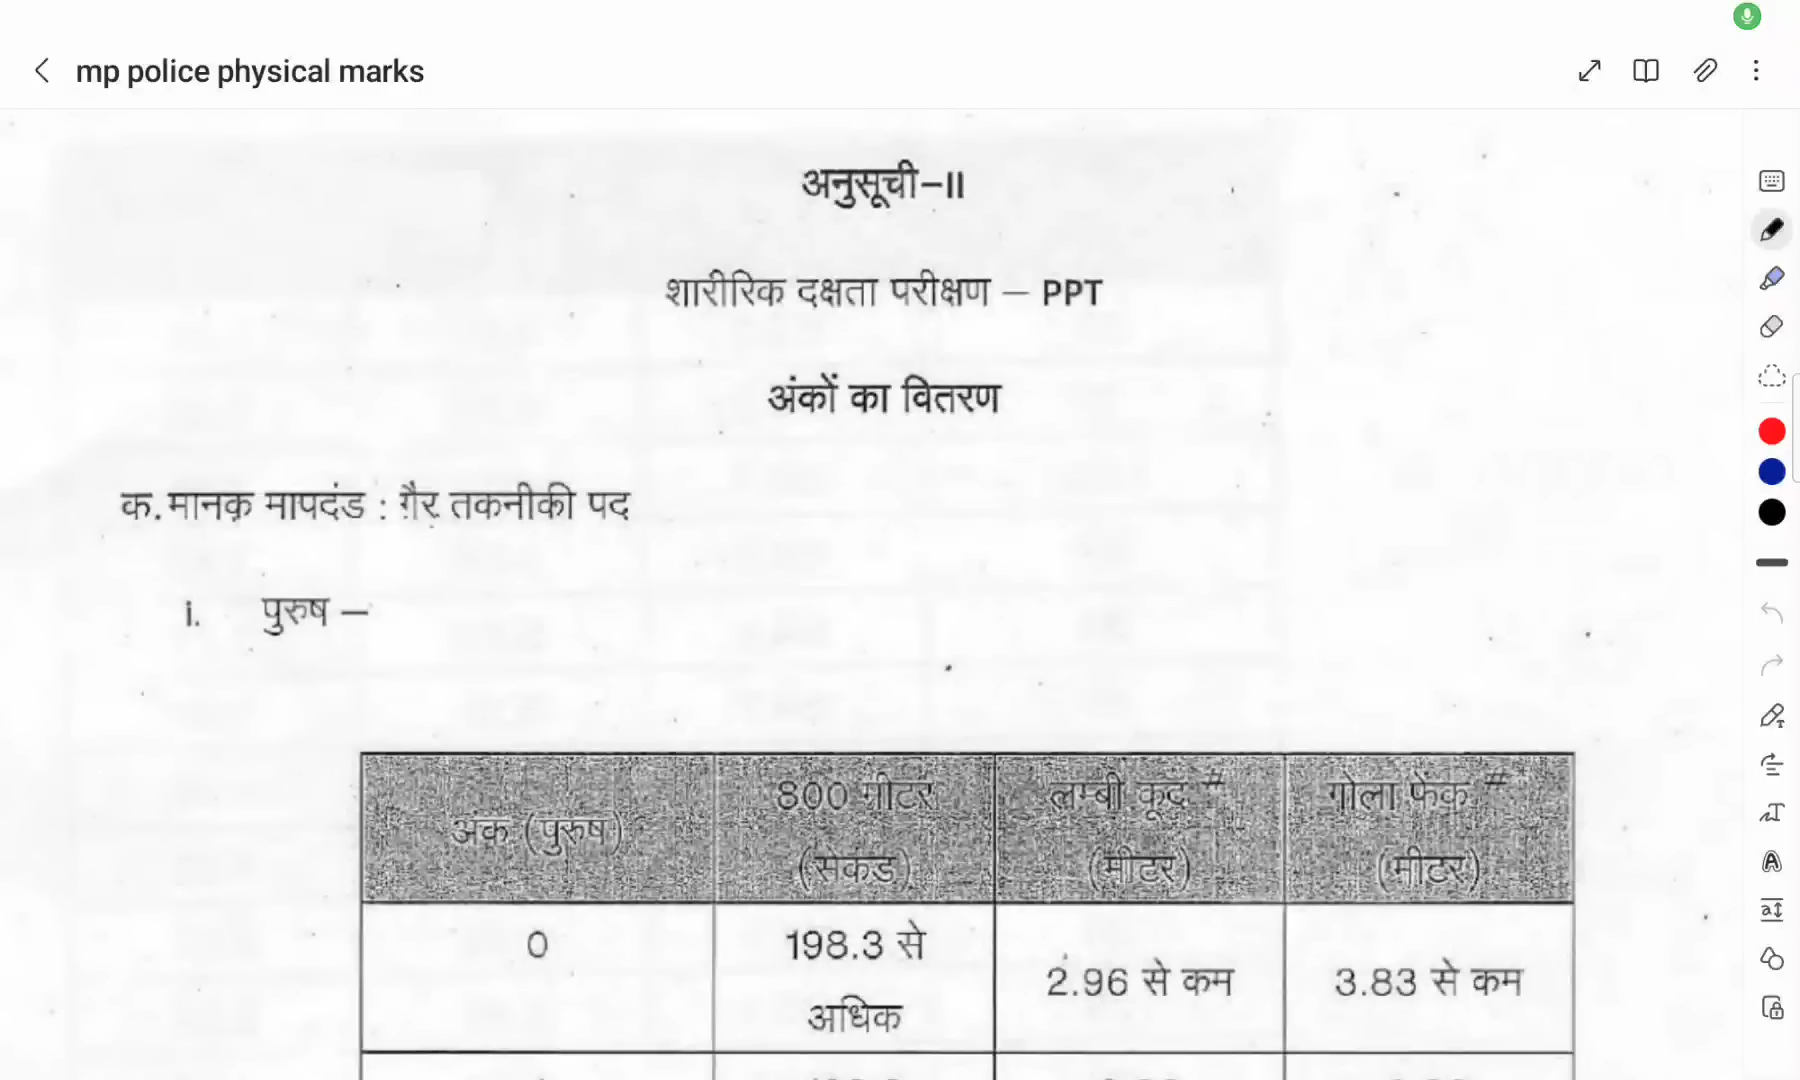 mp police physical marks
अनुसूची–II
शारीरिक दक्षता परीक्षण – PPT
अंकों का वितरण
क. मानक़ मापदंड : ग़ैर तकनीकी पद
i. पुरुष –
अंक (पुरुष)
800 मीटर
(सेकंड)
लम्बी कूद #
(मीटर)
गोला फेंक #
(मीटर)
0
198.3 से
अधिक
2.96 से कम
3.83 से कम